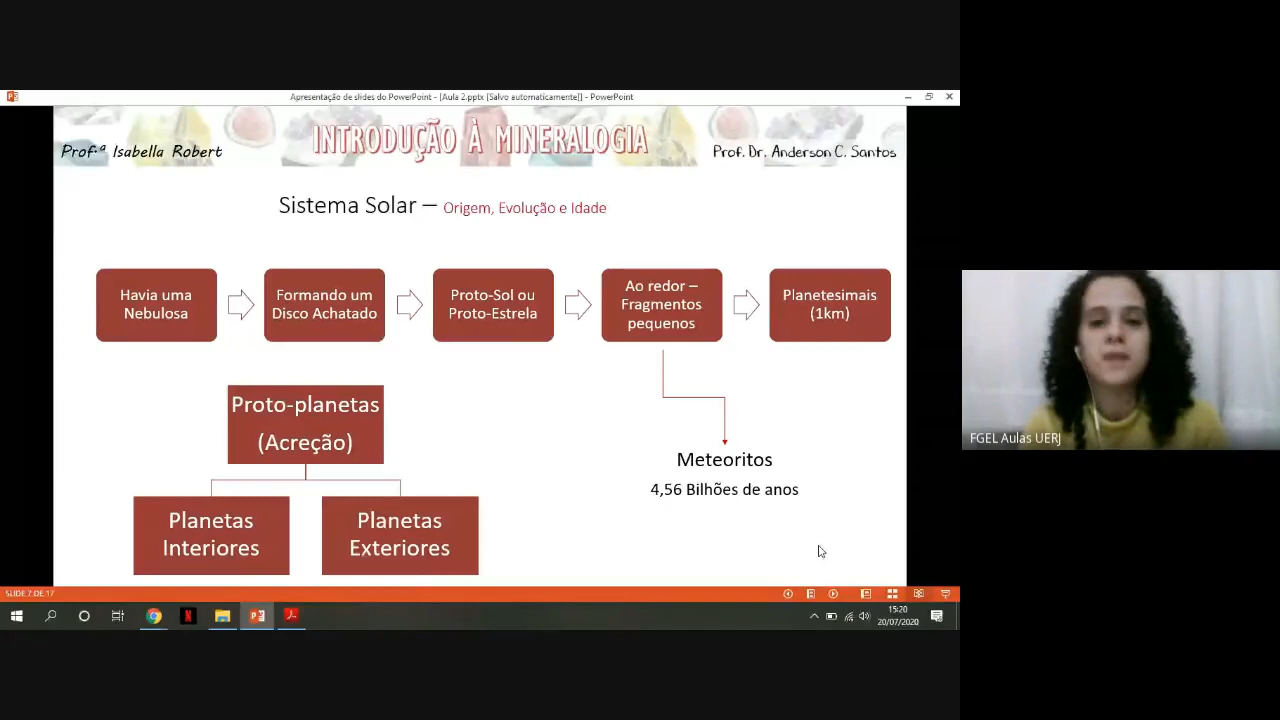 Apresentação de slides do PowerPoint - [Aula 2.pptx [Salvo automaticamente]] - PowerPoint
INTRODUÇÃO À MINERALOGIA
Profª Isabella Robert
Prof. Dr. Anderson C. Santos
Sistema Solar – Origem, Evolução e Idade
Havia uma
Nebulosa
Formando um
Disco Achatado
Proto-Sol ou
Proto-Estrela
Ao redor –
Fragmentos
pequenos
Planetesimais
(1km)
Proto-planetas
(Acreção)
Planetas
Interiores
Planetas
Exteriores
Meteoritos
4,56 Bilhões de anos
FGEL Aulas UERJ
SLIDE 7 DE 17
15:20
20/07/2020